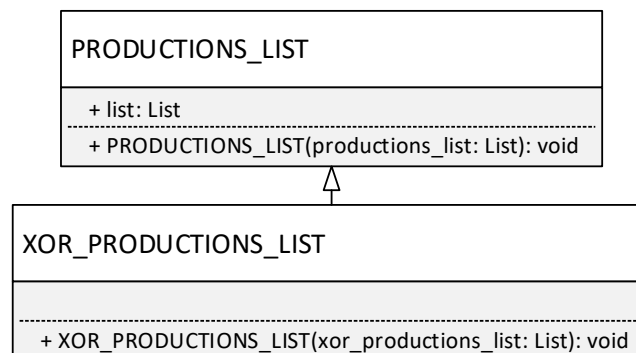 PRODUCTIONS_LIST
+ list: List
+ PRODUCTIONS_LIST(productions_list: List): void
XOR_PRODUCTIONS_LIST
+ XOR_PRODUCTIONS_LIST(xor_productions_list: List): void